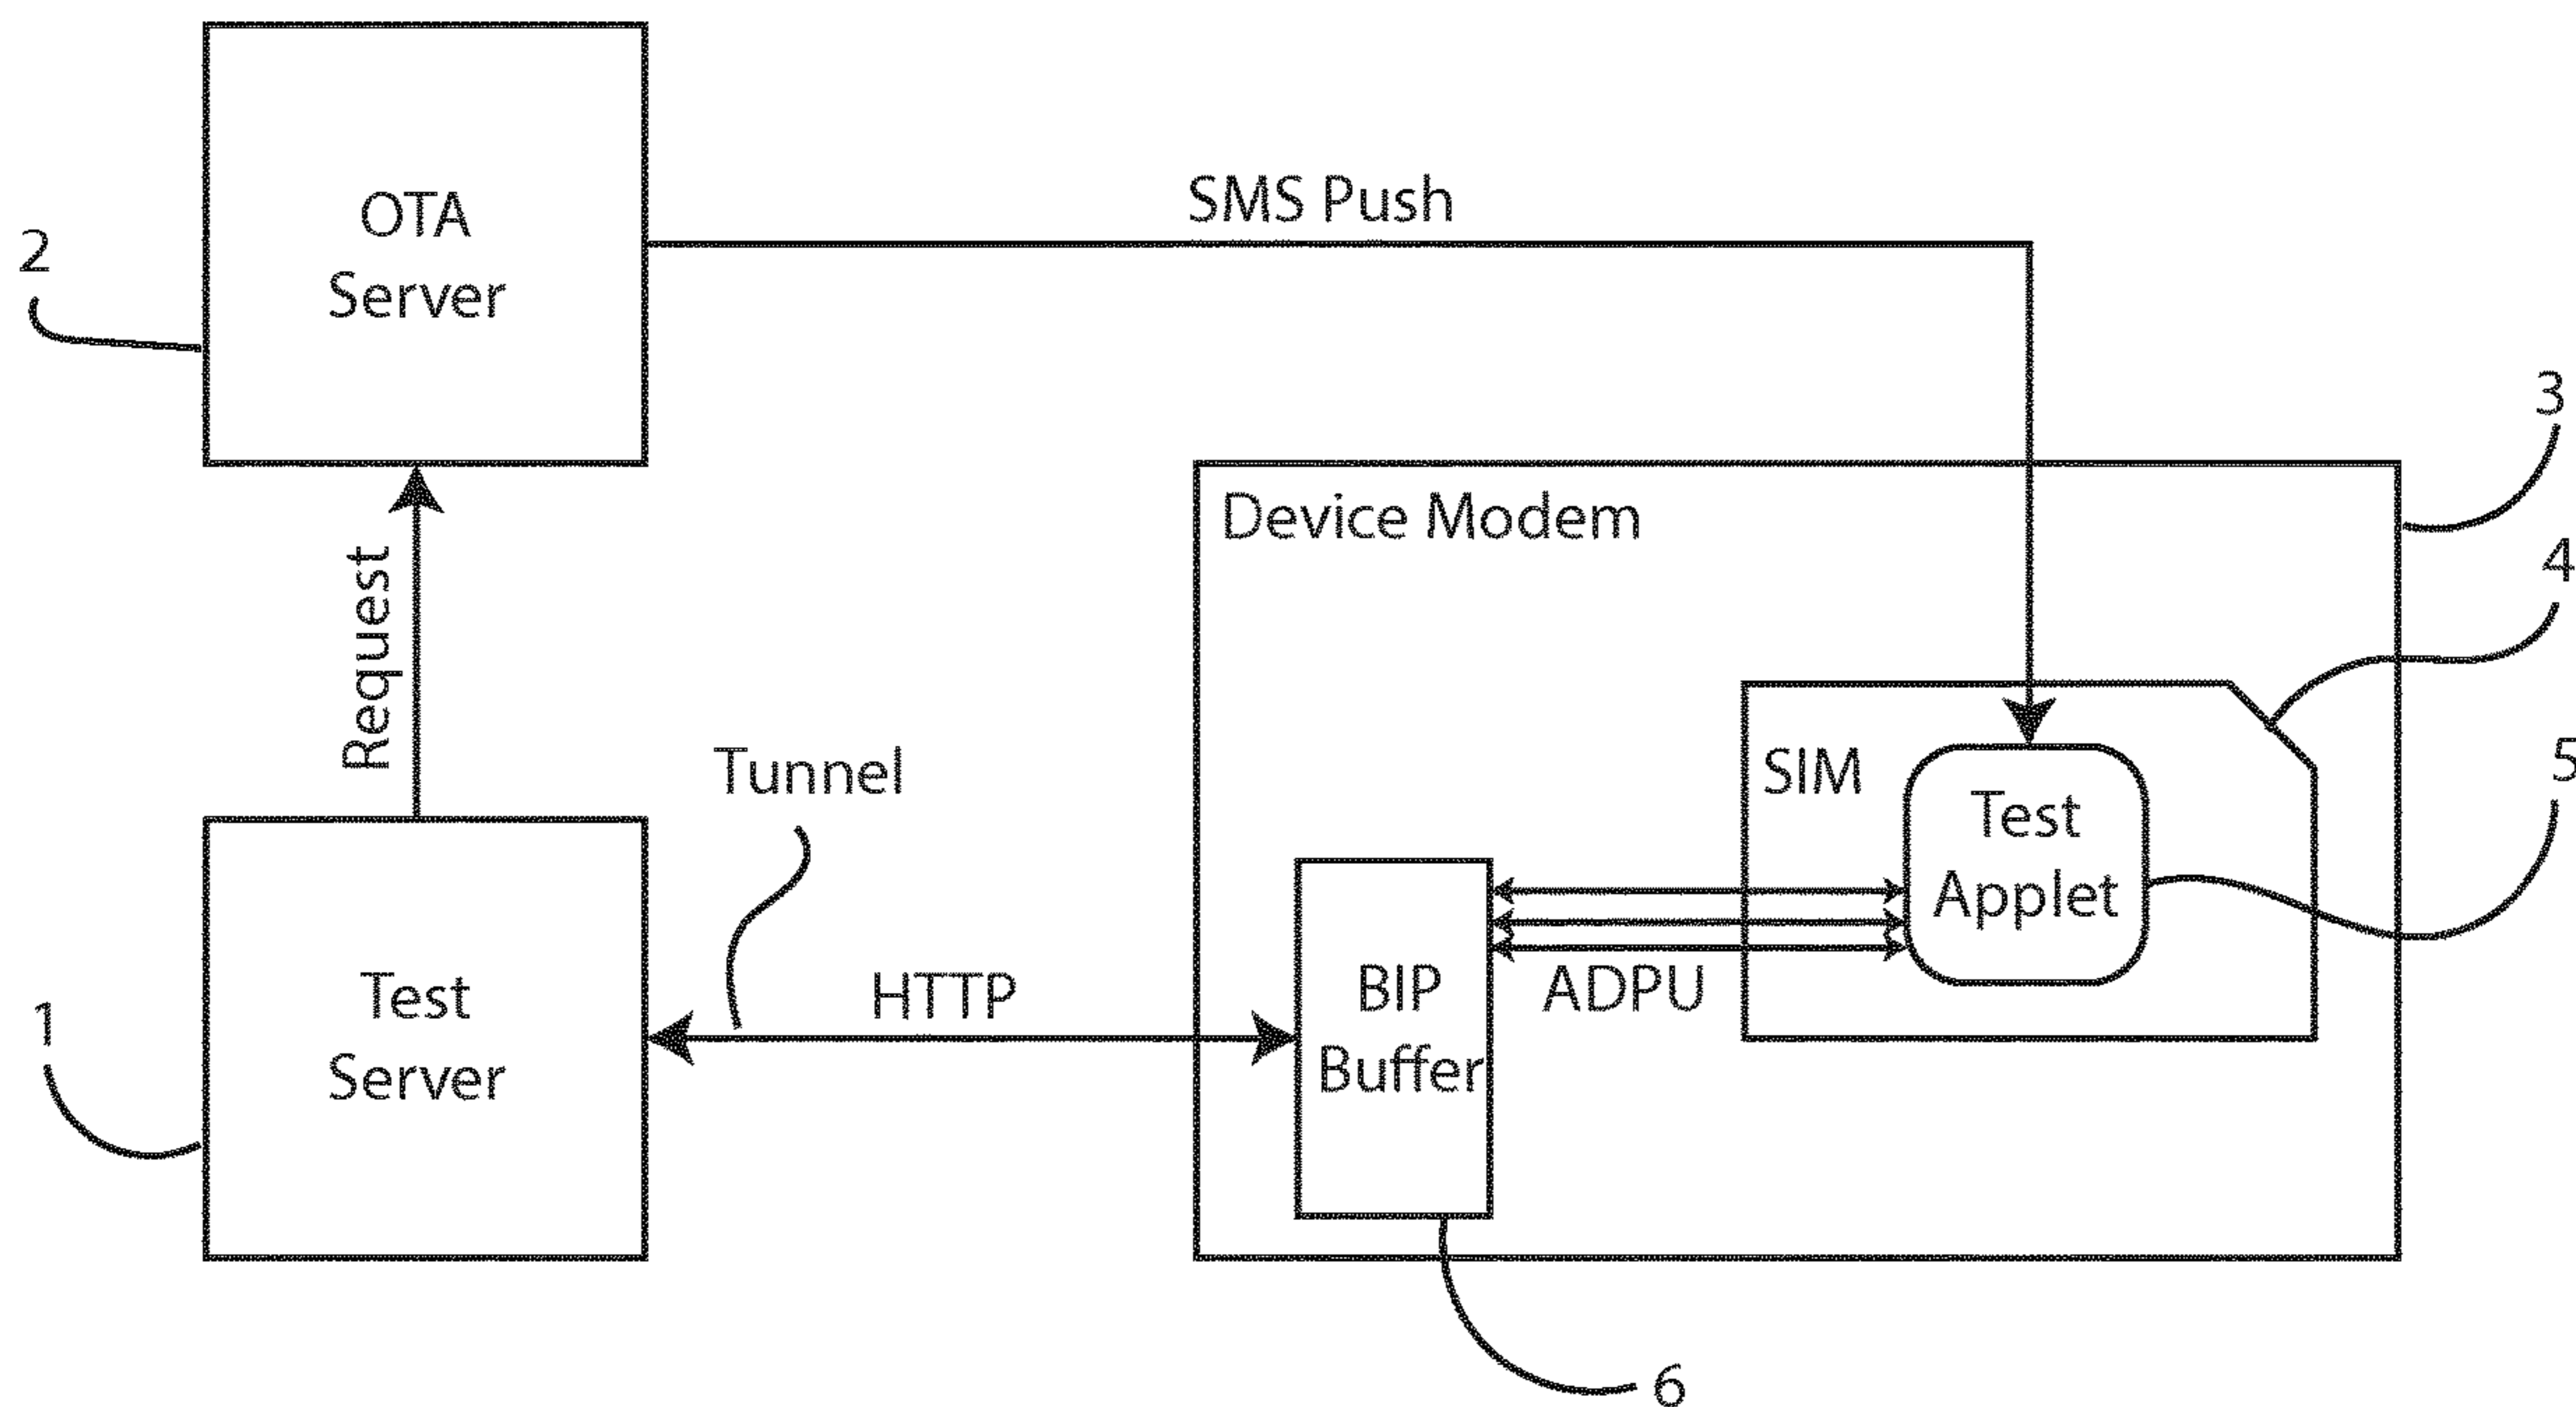 OTA
Server
2
SMS Push
3
Device Modem
4
Request
Tunnel
SIM
5
Test
Applet
HTTP
BIP
Buffer
ADPU
Test
Server
1
6